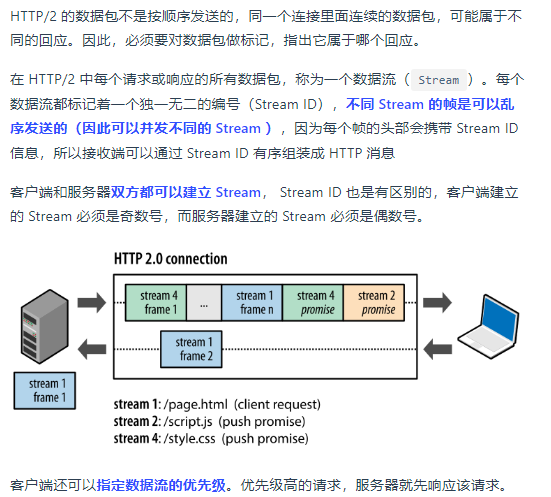 HTTP/2 的数据包不是按顺序发送的，同一个连接里面连续的数据包，可能属于不
同的回应。因此，必须要对数据包做标记，指出它属于哪个回应。
在 HTTP/2 中每个请求或响应的所有数据包，称为一个数据流（ Stream ）。每个
数据流都标记着一个独一无二的编号（Stream ID），不同 Stream 的帧是可以乱
序发送的（因此可以并发不同的 Stream ），因为每个帧的头部会携带 Stream ID
信息，所以接收端可以通过 Stream ID 有序组装成 HTTP 消息
客户端和服务器双方都可以建立 Stream， Stream ID 也是有区别的，客户端建立
的 Stream 必须是奇数号，而服务器建立的 Stream 必须是偶数号。
HTTP 2.0 connection
stream 4
frame 1
...
stream 1
frame n
stream 4
promise
stream 2
promise
stream 1
frame 2
stream 1
frame 1
stream 1: /page.html (client request)
stream 2: /script.js (push promise)
stream 4: /style.css (push promise)
客户端还可以指定数据流的优先级。优先级高的请求，服务器就先响应该请求。